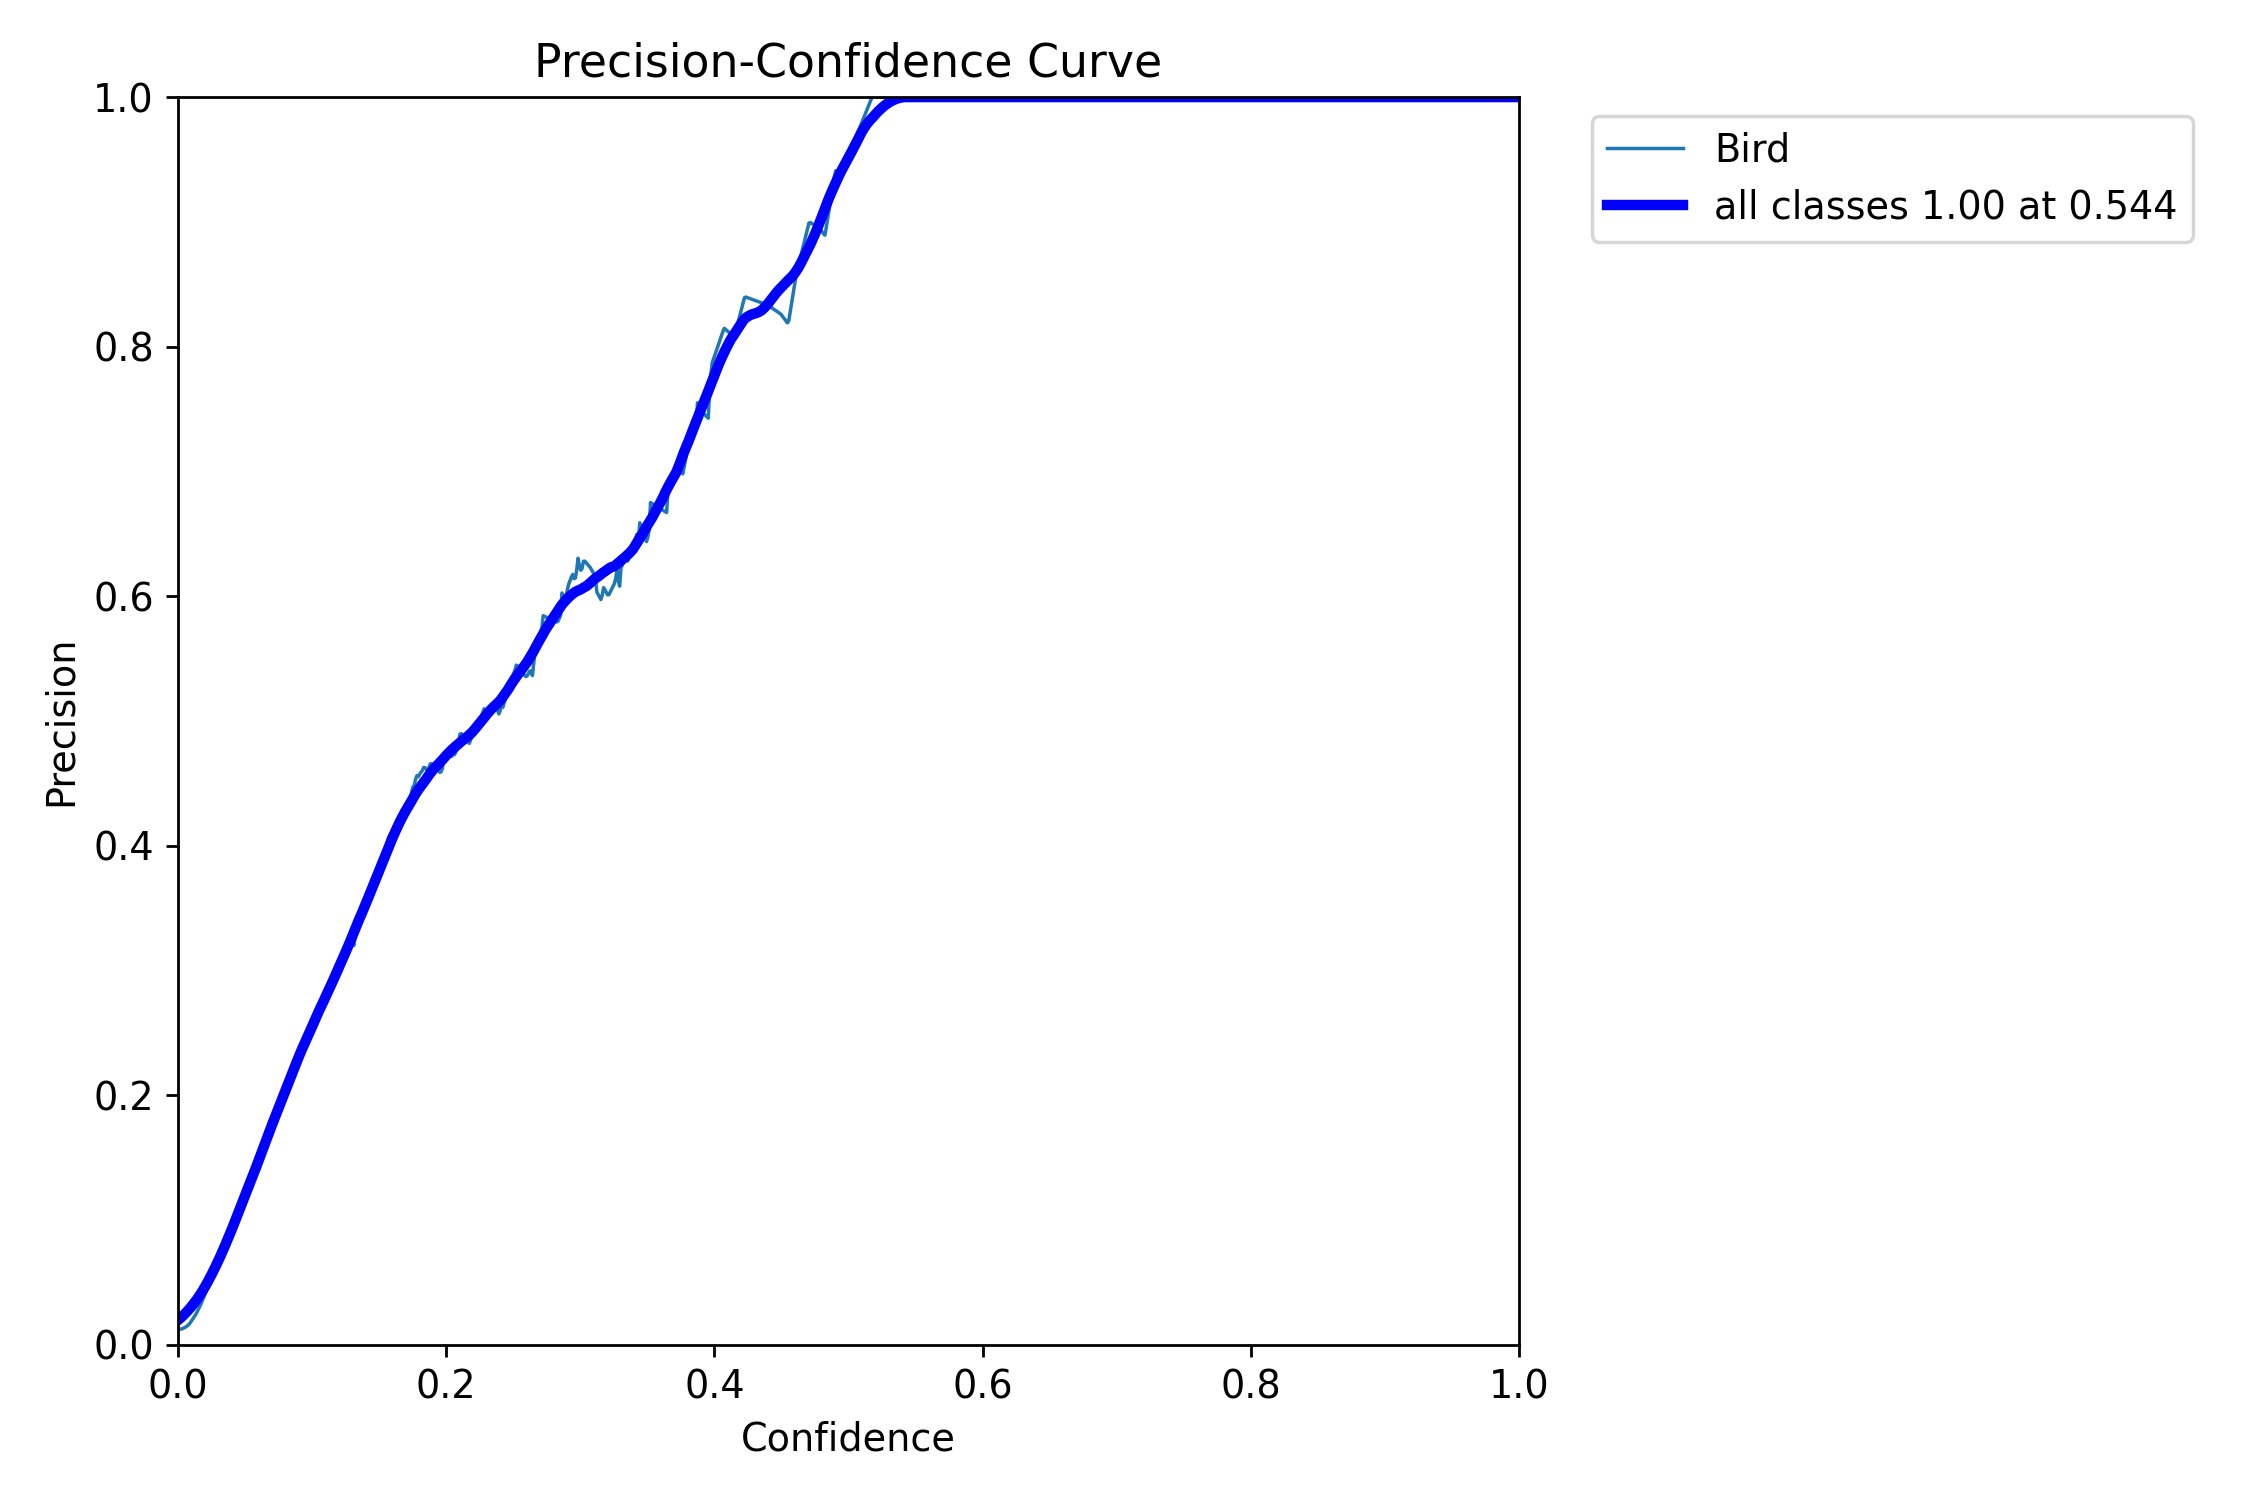 Precision-Confidence Curve
1.0
0.8
0.6
0.4
0.2
0.0
Precision
0.0 0.2 0.4 0.6 0.8 1.0
Confidence
Bird
all classes 1.00 at 0.544